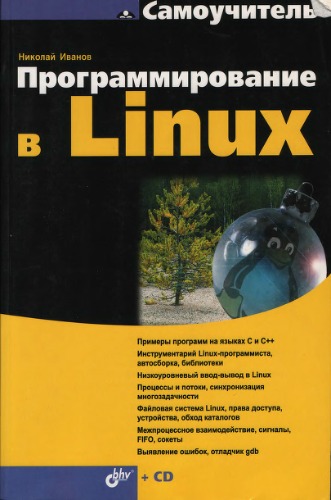 Самоучитель
Николай Иванов
Программирование
в Linux
Примеры программ на языках C и C++
Инструментарий Linux-программиста,
автосборка, библиотеки
Низкоуровневый ввод-вывод в Linux
Процессы и потоки, синхронизация
многозадачности
Файловая система Linux, права доступа,
устройства, обход каталогов
Межпроцессное взаимодействие, сигналы,
FIFO, сокеты
Выявление ошибок, отладчик gdb
bhv + CD